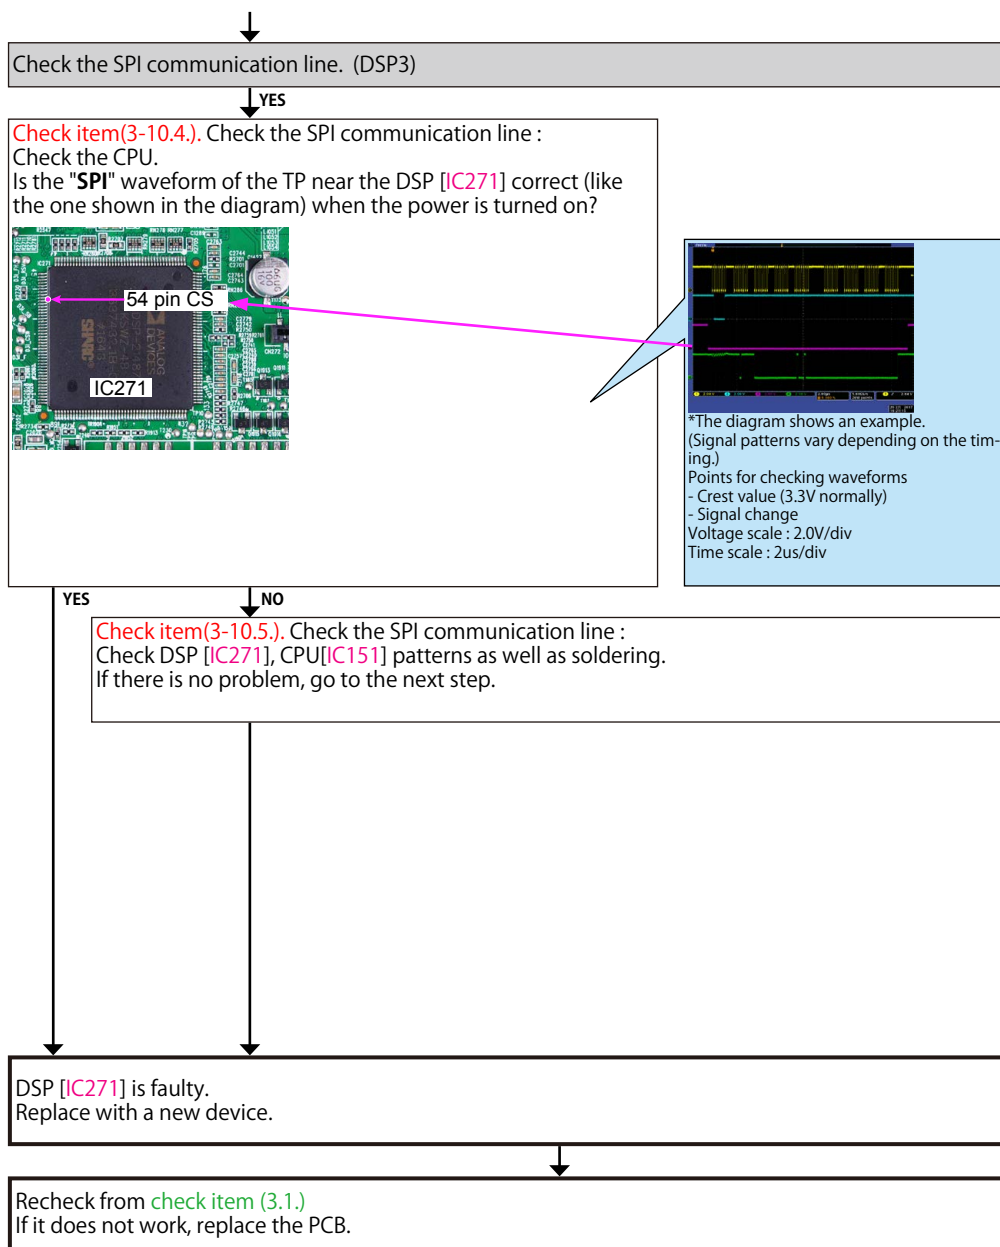 Check the SPI communication line.  (DSP3)
YES
Check item(3-10.4.). Check the SPI communication line :
Check the CPU.
Is the "SPI" waveform of the TP near the DSP [IC271] correct (like
the one shown in the diagram) when the power is turned on?
54 pin CS
ANALOG
DEVICES
IC271
*The diagram shows an example.
(Signal patterns vary depending on the tim-
ing.)
Points for checking waveforms
- Crest value (3.3V normally)
- Signal change
Voltage scale : 2.0V/div
Time scale : 2us/div
YES
NO
Check item(3-10.5.). Check the SPI communication line :
Check DSP [IC271], CPU[IC151] patterns as well as soldering.
If there is no problem, go to the next step.
DSP [IC271] is faulty.
Replace with a new device.
Recheck from check item (3.1.)
If it does not work, replace the PCB.